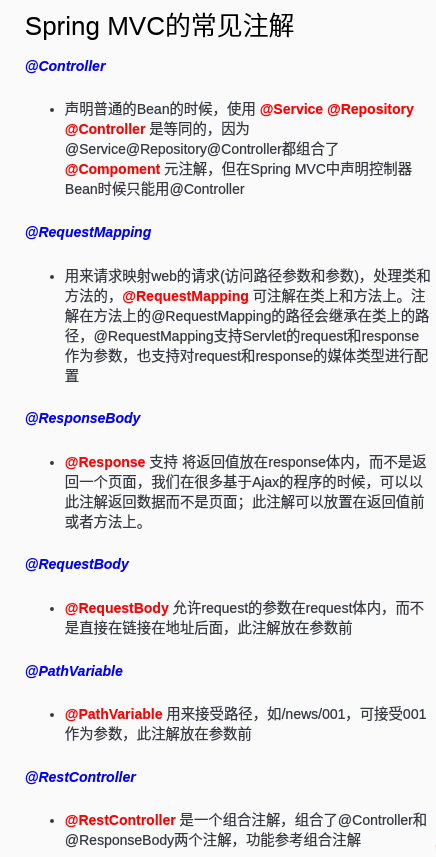 Spring MVC的常见注解
@Controller
声明普通的Bean的时候，使用 @Service @Repository
@Controller 是等同的，因为
@Service@Repository@Controller都组合了
@Compoment 元注解，但在Spring MVC中声明控制器
Bean时候只能用@Controller
@RequestMapping
用来请求映射web的请求(访问路径参数和参数)，处理类和
方法的，@RequestMapping 可注解在类上和方法上。注
解在方法上的@RequestMapping的路径会继承在类上的路
径，@RequestMapping支持Servlet的request和response
作为参数，也支持对request和response的媒体类型进行配
置
@ResponseBody
@Response 支持 将返回值放在response体内，而不是返
回一个页面，我们在很多基于Ajax的程序的时候，可以以
此注解返回数据而不是页面；此注解可以放置在返回值前
或者方法上。
@RequestBody
@RequestBody 允许request的参数在request体内，而不
是直接在链接在地址后面，此注解放在参数前
@PathVariable
@PathVariable 用来接受路径，如/news/001，可接受001
作为参数，此注解放在参数前
@RestController
@RestController 是一个组合注解，组合了@Controller和
@ResponseBody两个注解，功能参考组合注解